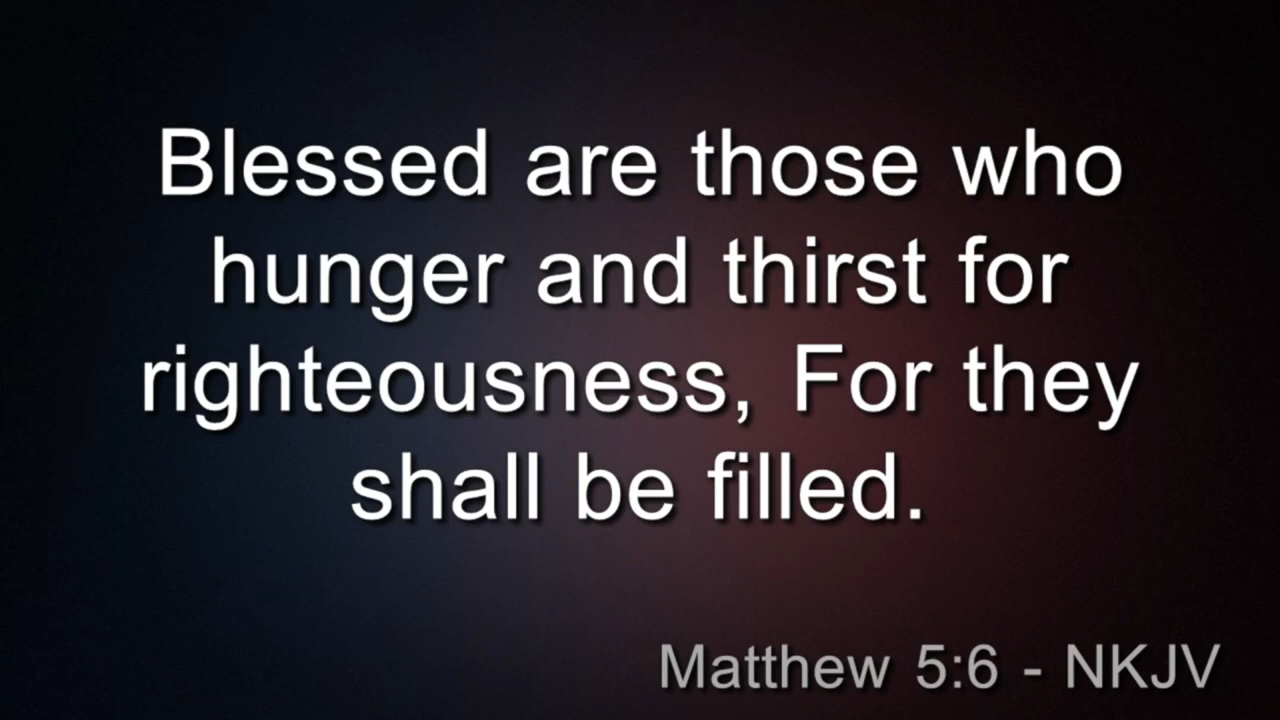 Blessed are those who
hunger and thirst for
righteousness, For they
shall be filled.
Matthew 5:6 - NKJV